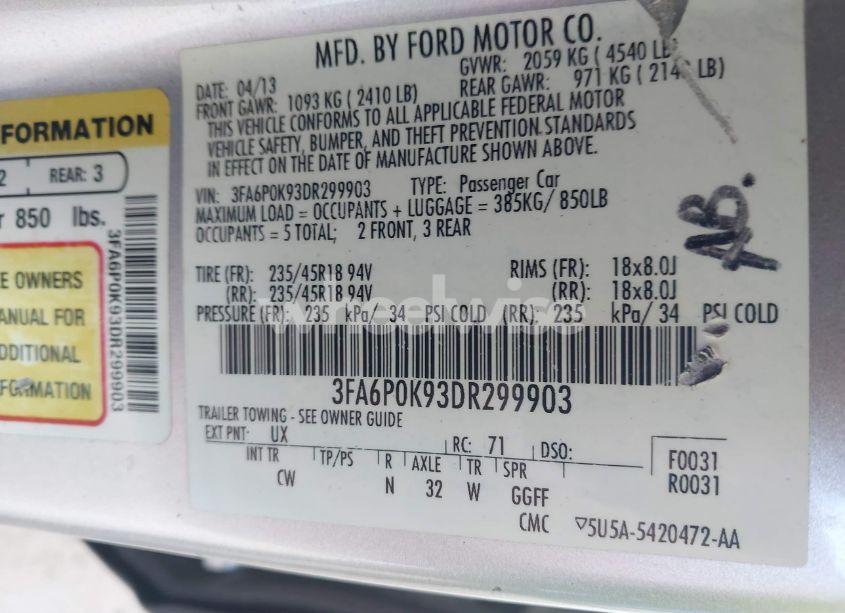 MFD. BY FORD MOTOR CO.
DATE: 04/13 GVWR: 2059 KG ( 4540 LB)
FRONT GAWR: 1093 KG ( 2410 LB) REAR GAWR: 971 KG ( 214 LB)
THIS VEHICLE CONFORMS TO ALL APPLICABLE FEDERAL MOTOR
VEHICLE SAFETY, BUMPER, AND THEFT PREVENTION STANDARDS
IN EFFECT ON THE DATE OF MANUFACTURE SHOWN ABOVE.
VIN: 3FA6P0K93DR299903 TYPE: Passenger Car
MAXIMUM LOAD = OCCUPANTS + LUGGAGE = 385KG/ 850LB
OCCUPANTS = 5 TOTAL; 2 FRONT, 3 REAR
TIRE (FR): 235/45R18 94V RIMS (FR): 18x8.0J
(RR): 235/45R18 94V (RR): 18x8.0J
PRESSURE (FR): 235 kPa/ 34 PSI COLD (RR): 235 kPa/ 34 PSI COLD
3FA6P0K93DR299903
TRAILER TOWING - SEE OWNER GUIDE
EXT PNT: UX RC: 71 DSO:
INT TR TP/PS R AXLE TR SPR
CW N 32 W GGFF
F0031
R0031
CMC ▽5U5A-5420472-AA
AB.
wheelwise
FORMATION
2 REAR: 3
r 850 lbs.
E OWNERS
ANUAL FOR
DDITIONAL
FORMATION
3FA6P0K93DR299903